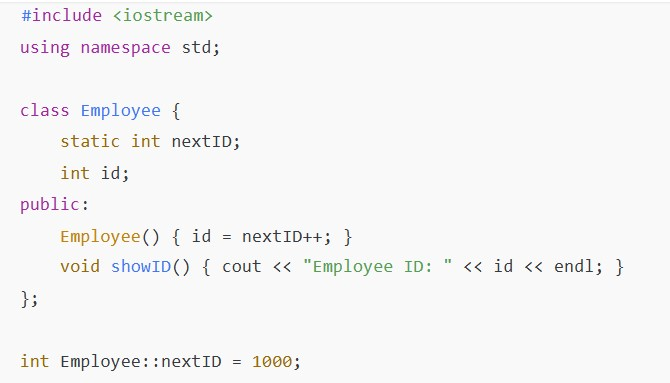 #include <iostream>
using namespace std;
class Employee {
static int nextID;
int id;
public:
Employee() { id = nextID++; }
void showID() { cout << "Employee ID: " << id << endl; }
};
int Employee::nextID = 1000;